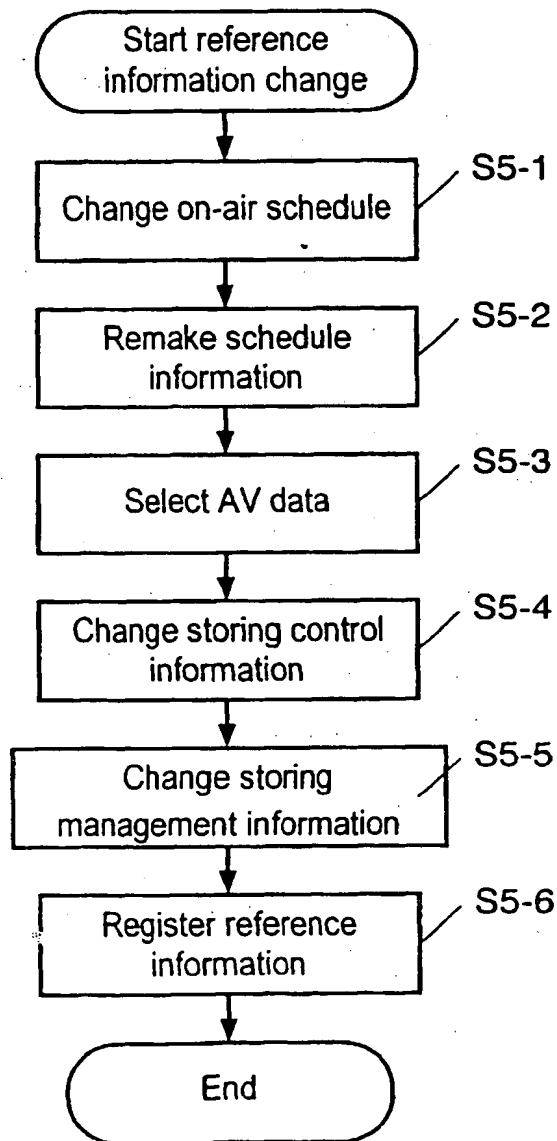 Start reference
information change
S5-1
Change on-air schedule
S5-2
Remake schedule
information
S5-3
Select AV data
S5-4
Change storing control
information
S5-5
Change storing
management information
S5-6
Register reference
information
End